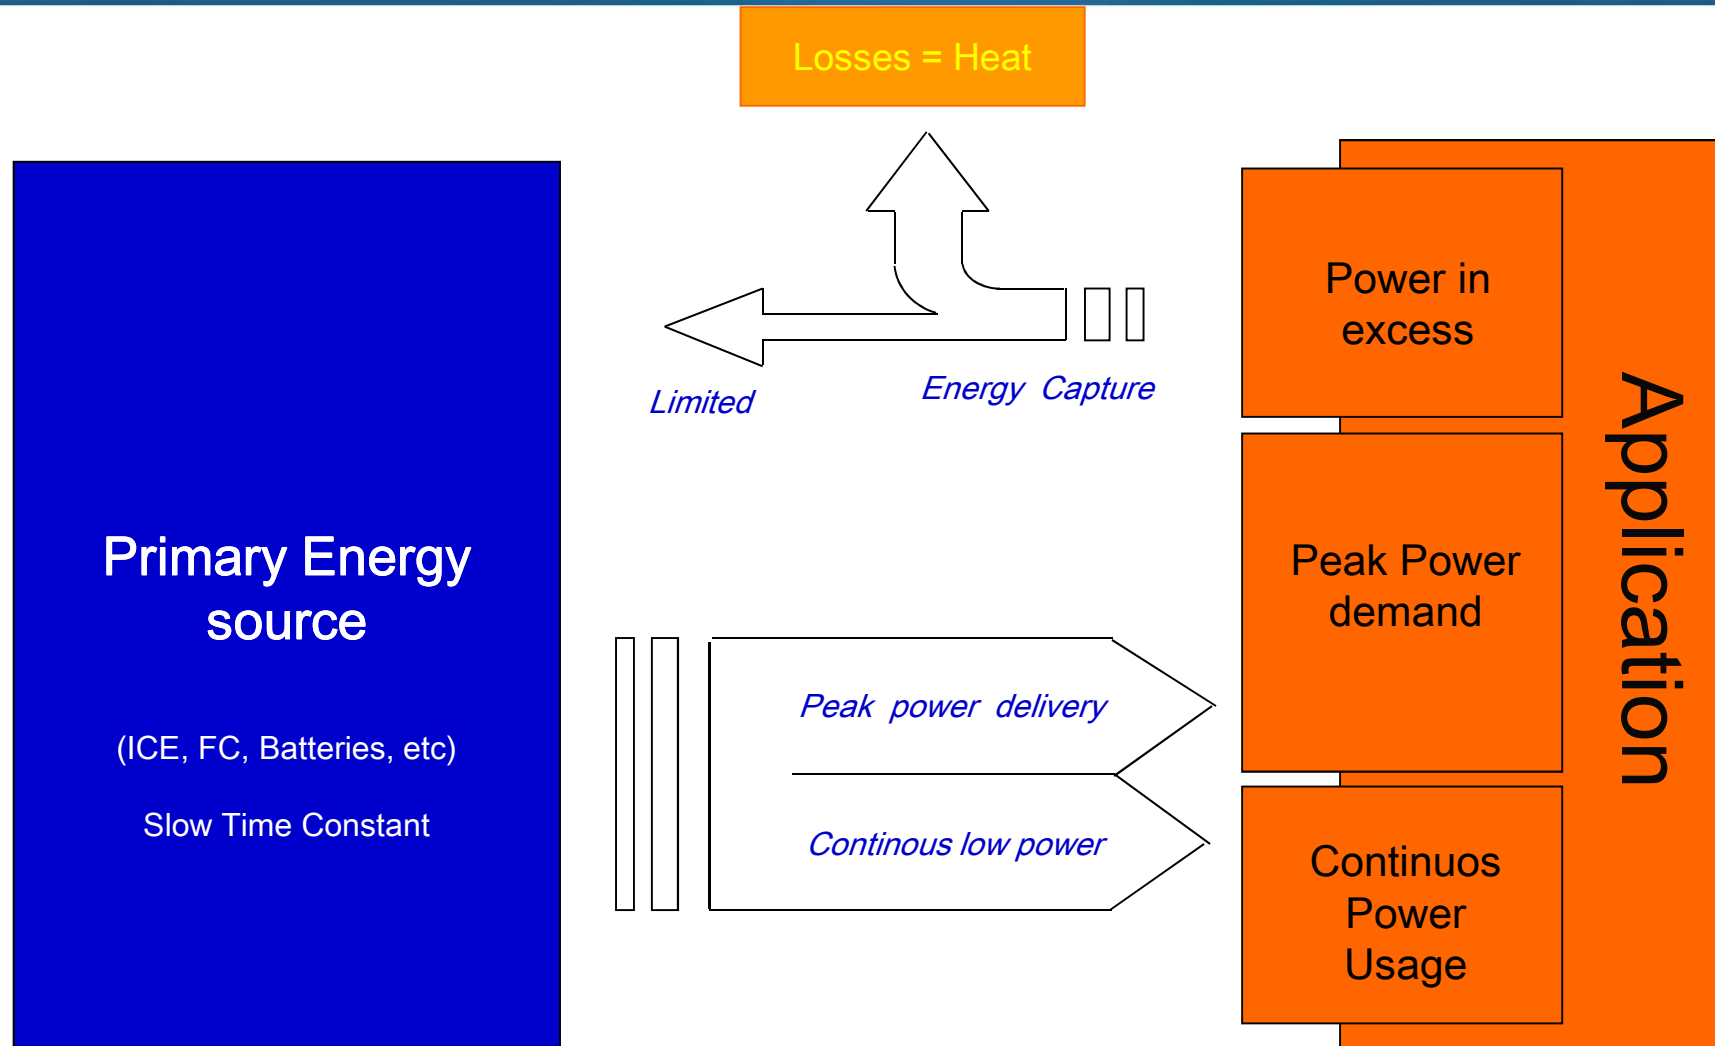 Losses = Heat
Primary Energy
source
(ICE, FC, Batteries, etc)
Slow Time Constant
Limited
Energy Capture
Peak power delivery
Continous low power
Power in
excess
Peak Power
demand
Continuos
Power
Usage
Application